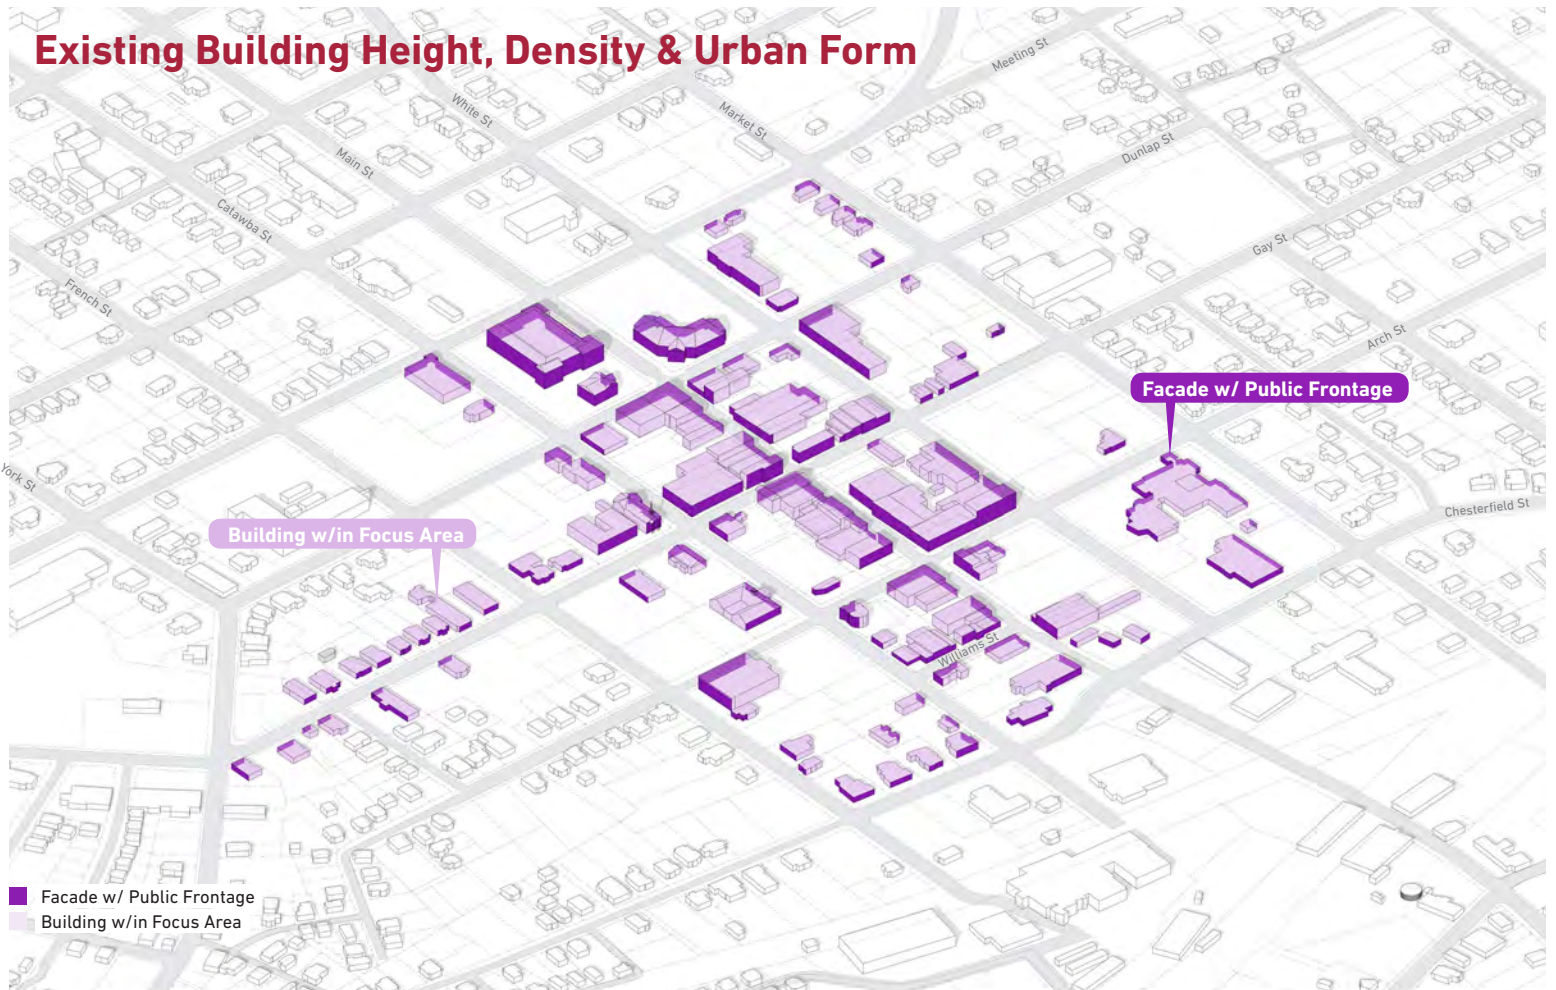 Existing Building Height, Density & Urban Form
Meeting St
White St
Market St
Main St
Dunlap St
Catawba St
Gay St
French St
Arch St
Facade w/ Public Frontage
York St
Chesterfield St
Building w/in Focus Area
Williams St
Facade w/ Public Frontage
Building w/in Focus Area